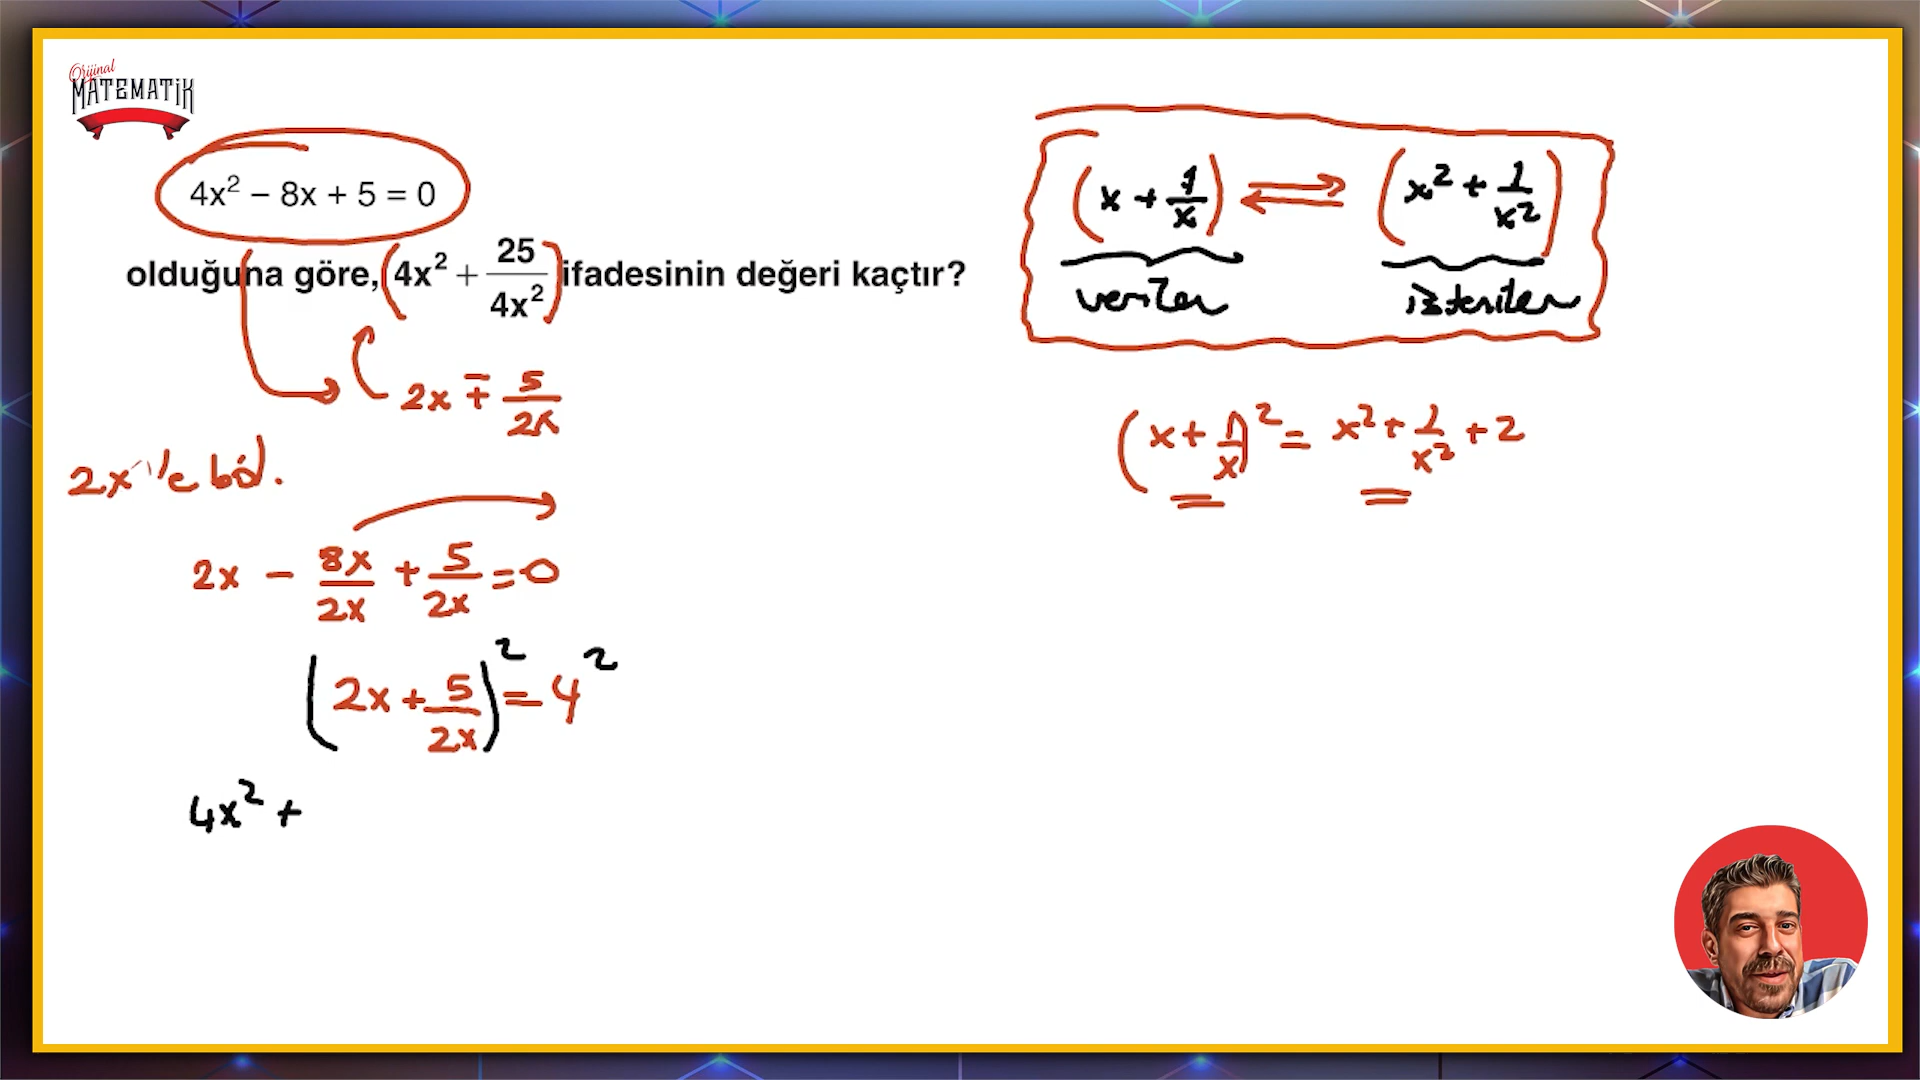 Orijinal
MATEMATİK
4x² – 8x + 5 = 0
olduğuna göre, (4x² + 25/4x²) ifadesinin değeri kaçtır?
2x ∓ 5/2x
2x 'e böl.
2x − 8x/2x + 5/2x = 0
(2x + 5/2x)² = 4²
4x² +
(x + 1/x) ⇄ (x² + 1/x²)
verilen istenilen
(x + 1/x)² = x² + 1/x² + 2